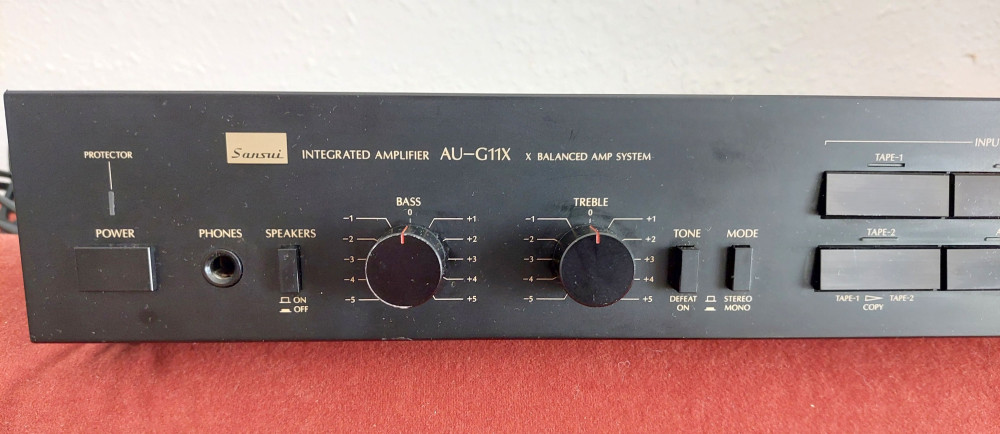 PROTECTOR
Sansui INTEGRATED AMPLIFIER AU-G11X X BALANCED AMP SYSTEM
INPU
TAPE-1
POWER
PHONES
SPEAKERS
ON
OFF
BASS
0
-1 +1
-2 +2
-3 +3
-4 +4
-5 +5
TREBLE
0
-1 +1
-2 +2
-3 +3
-4 +4
-5 +5
TONE
DEFEAT
ON
MODE
STEREO
MONO
TAPE-2
A
TAPE-1 TAPE-2
COPY